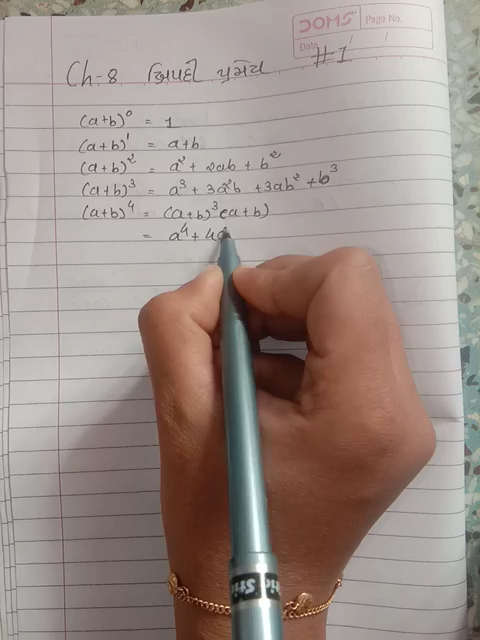 DOMS Page No.
Date / /
#1
Ch-8 દ્વિપદી પ્રમેય
(a+b)⁰ = 1
(a+b)¹ = a+b
(a+b)² = a² + 2ab + b²
(a+b)³ = a³ + 3a²b + 3ab² + b³
(a+b)⁴ = (a+b)³(a+b)
= a⁴ + 4a